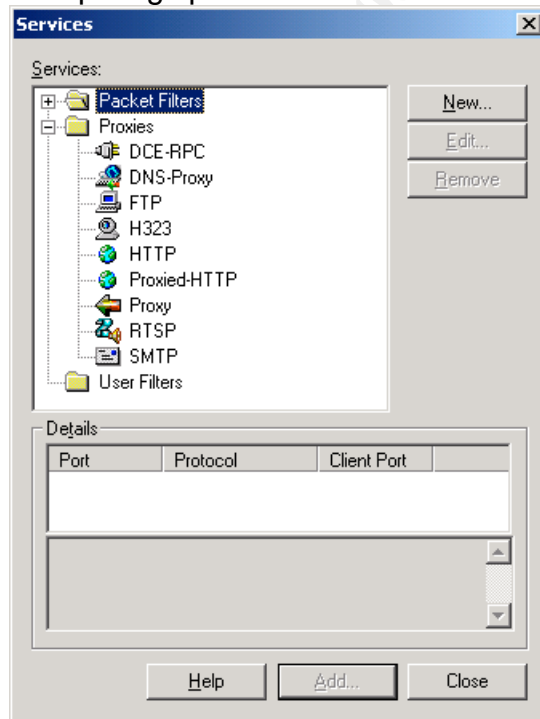 Services
Services:
Packet Filters
Proxies
DCE-RPC
DNS-Proxy
FTP
H323
HTTP
Proxied-HTTP
Proxy
RTSP
SMTP
User Filters
New...
Edit...
Remove
Details
Port Protocol Client Port
Help Add... Close